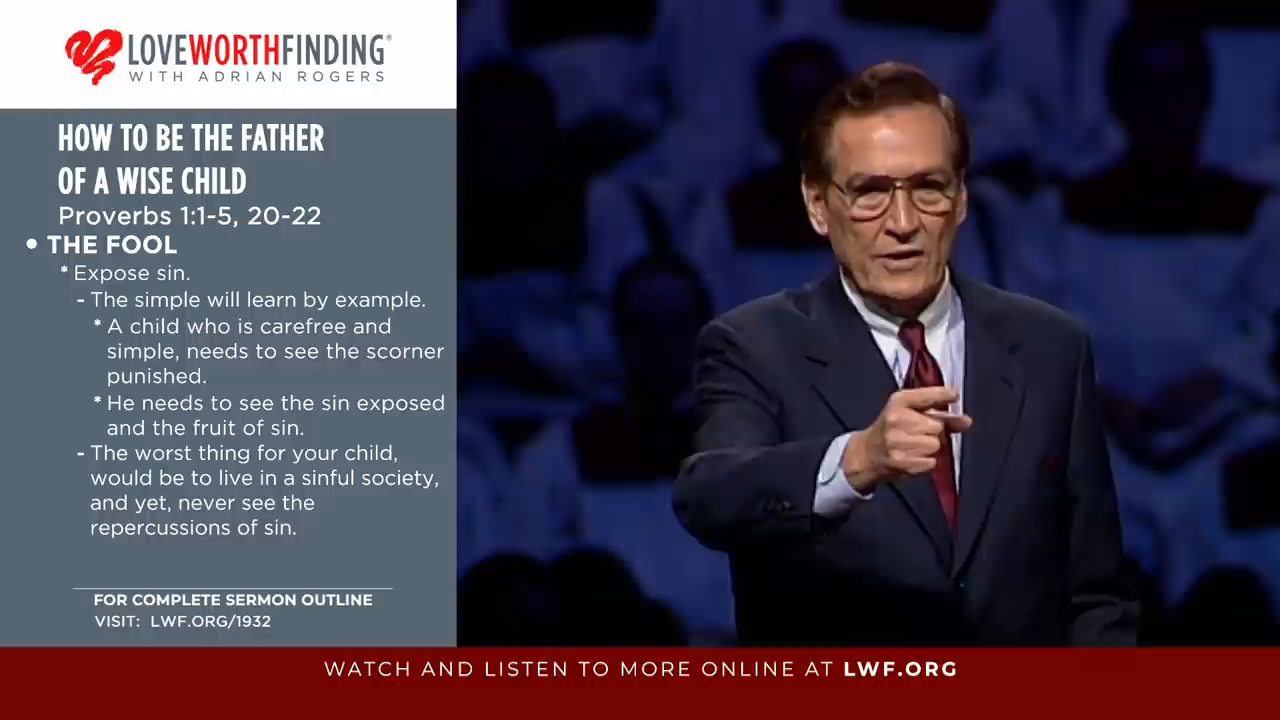 LOVEWORTHFINDING®
WITH ADRIAN ROGERS
HOW TO BE THE FATHER
OF A WISE CHILD
Proverbs 1:1-5, 20-22
• THE FOOL
* Expose sin.
- The simple will learn by example.
* A child who is carefree and
simple, needs to see the scorner
punished.
* He needs to see the sin exposed
and the fruit of sin.
- The worst thing for your child,
would be to live in a sinful society,
and yet, never see the
repercussions of sin.
FOR COMPLETE SERMON OUTLINE
VISIT: LWF.ORG/1932
WATCH AND LISTEN TO MORE ONLINE AT LWF.ORG